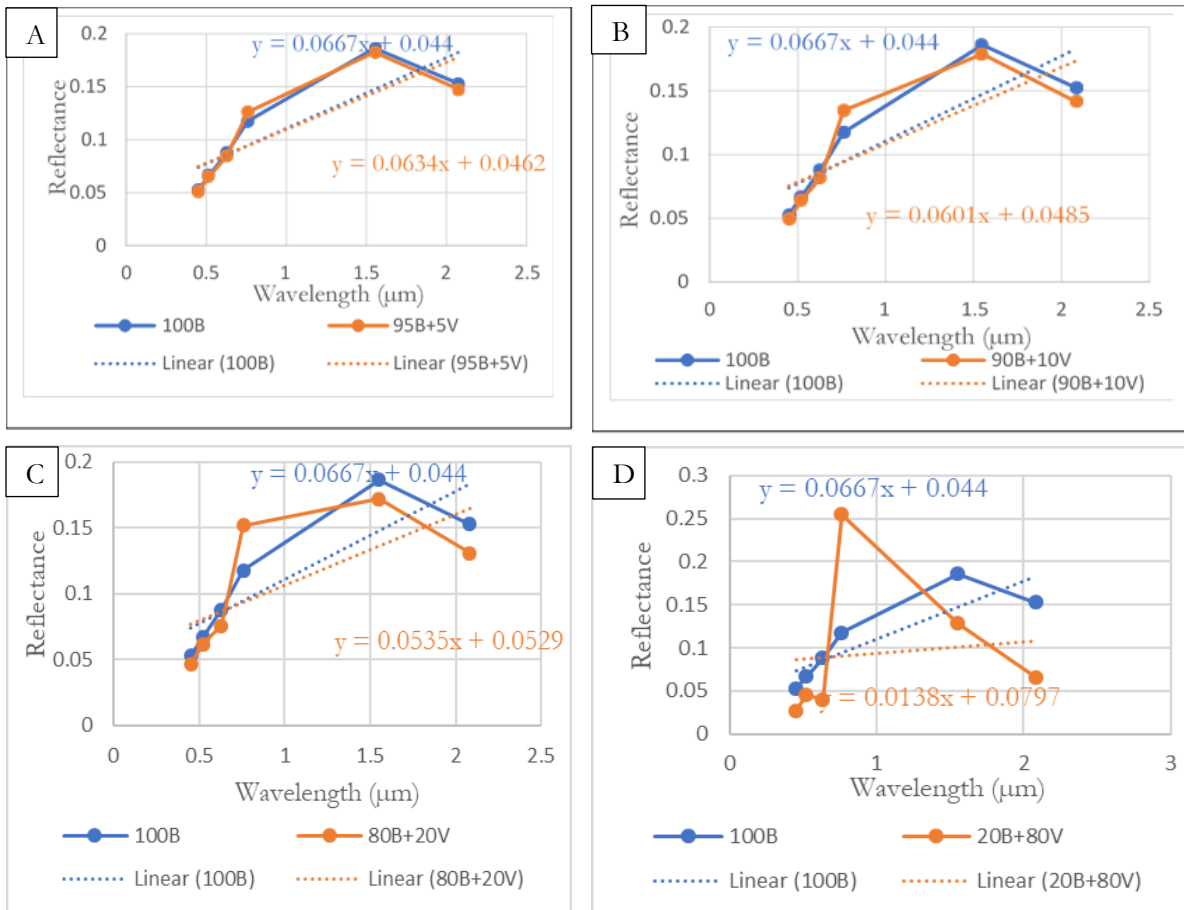 A
y = 0.0667x + 0.044
y = 0.0634x + 0.0462
Reflectance
0.2
0.15
0.1
0.05
0
0 0.5 1 1.5 2 2.5
Wavelength (μm)
100B 95B+5V
Linear (100B) Linear (95B+5V)
B
y = 0.0667x + 0.044
y = 0.0601x + 0.0485
Reflectance
0.2
0.15
0.1
0.05
0
0 0.5 1 1.5 2 2.5
Wavelength (μm)
100B 90B+10V
Linear (100B) Linear (90B+10V)
C
y = 0.0667x + 0.044
y = 0.0535x + 0.0529
Reflectance
0.2
0.15
0.1
0.05
0
0 0.5 1 1.5 2 2.5
Wavelength (μm)
100B 80B+20V
Linear (100B) Linear (80B+20V)
D
y = 0.0667x + 0.044
y = 0.0138x + 0.0797
Reflectance
0.3
0.25
0.2
0.15
0.1
0.05
0
0 1 2 3
Wavelength (μm)
100B 20B+80V
Linear (100B) Linear (20B+80V)